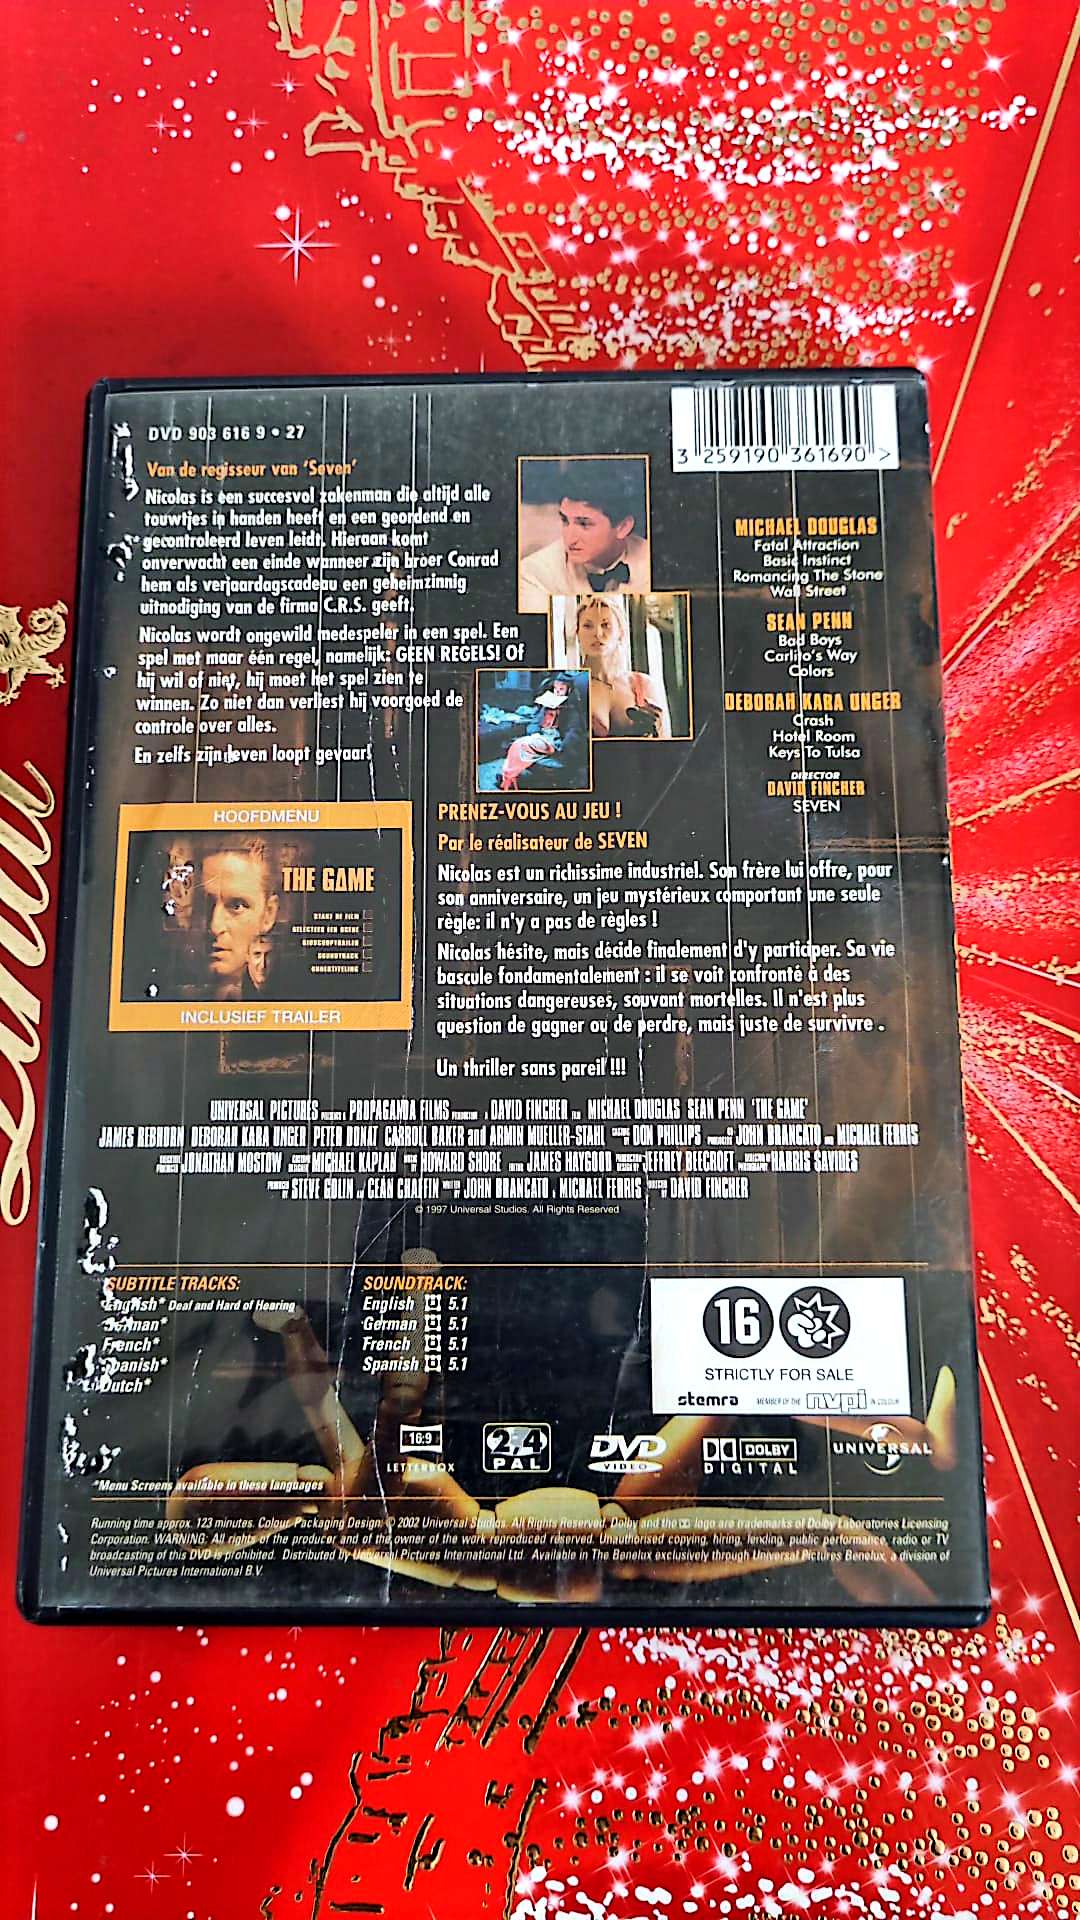 DVD 903 616 9 • 27
3 259190 361690 >
Van de regisseur van 'Seven'
Nicolas is een succesvol zakenman die altijd alle
touwtjes in handen heeft en een geordend en
gecontroleerd leven leidt. Hieraan komt
onverwacht een einde wanneer zijn broer Conrad
hem als verjaardagscadeau een geheimzinnig
uitnodiging van de firma C.R.S. geeft.
Nicolas wordt ongewild medespeler in een spel. Een
spel met maar één regel, namelijk: GEEN REGELS! Of
hij wil of niet, hij moet het spel zien te
winnen. Zo niet dan verliest hij voorgoed de
controle over alles.
En zelfs zijn leven loopt gevaar!
MICHAEL DOUGLAS
Fatal Attraction
Basic Instinct
Romancing The Stone
Wall Street
SEAN PENN
Bad Boys
Carlito's Way
Colors
DEBORAH KARA UNGER
Crash
Hotel Room
Keys To Tulsa
DIRECTOR
DAVID FINCHER
SEVEN
HOOFDMENU
THE GAME
START DE FILM
SELECTEER EEN SCENE
BIOSCOOPTRAILER
SOUNDTRACK
ONDERTITELING
INCLUSIEF TRAILER
PRENEZ-VOUS AU JEU !
Par le réalisateur de SEVEN
Nicolas est un richissime industriel. Son frère lui offre, pour
son anniversaire, un jeu mystérieux comportant une seule
règle: il n'y a pas de règles !
Nicolas hésite, mais décide finalement d'y participer. Sa vie
bascule fondamentalement : il se voit confronté à des
situations dangereuses, souvant mortelles. Il n'est plus
question de gagner ou de perdre, mais juste de survivre .
Un thriller sans pareil !!!
UNIVERSAL PICTURES PROPAGANDA FILMS A DAVID FINCHER FILM MICHAEL DOUGLAS SEAN PENN 'THE GAME'
JAMES REBHORN DEBORAH KARA UNGER PETER DONAT CARROLL BAKER and ARMIN MUELLER-STAHL CASTING BY DON PHILLIPS JOHN BRANCATO MICHAEL FERRIS
JONATHAN MOSTOW MICHAEL KAPLAN HOWARD SHORE JAMES HAYGOOD JEFFREY BEECROFT HARRIS SAVIDES
STEVE GOLIN CEÁN CHAFFIN JOHN BRANCATO & MICHAEL FERRIS DAVID FINCHER
© 1997 Universal Studios. All Rights Reserved
SUBTITLE TRACKS:
English* Deaf and Hard of Hearing
German*
French*
Spanish*
Dutch*
*Menu Screens available in these languages
SOUNDTRACK:
English 5.1
German 5.1
French 5.1
Spanish 5.1
16
STRICTLY FOR SALE
stemra MEMBER OF THE nvpi IN COLOUR
16:9
LETTERBOX
2,4
PAL
DVD
VIDEO
DOLBY
DIGITAL
UNIVERSAL
Running time approx. 123 minutes. Colour. Packaging Design © 2002 Universal Studios. All Rights Reserved. Dolby and the logo are trademarks of Dolby Laboratories Licensing
Corporation. WARNING: All rights of the producer and of the owner of the work reproduced reserved. Unauthorised copying, hiring, lending, public performance, radio or TV
broadcasting of this DVD is prohibited. Distributed by Universal Pictures International Ltd. Available in The Benelux exclusively through Universal Pictures Benelux, a division of
Universal Pictures International B.V.